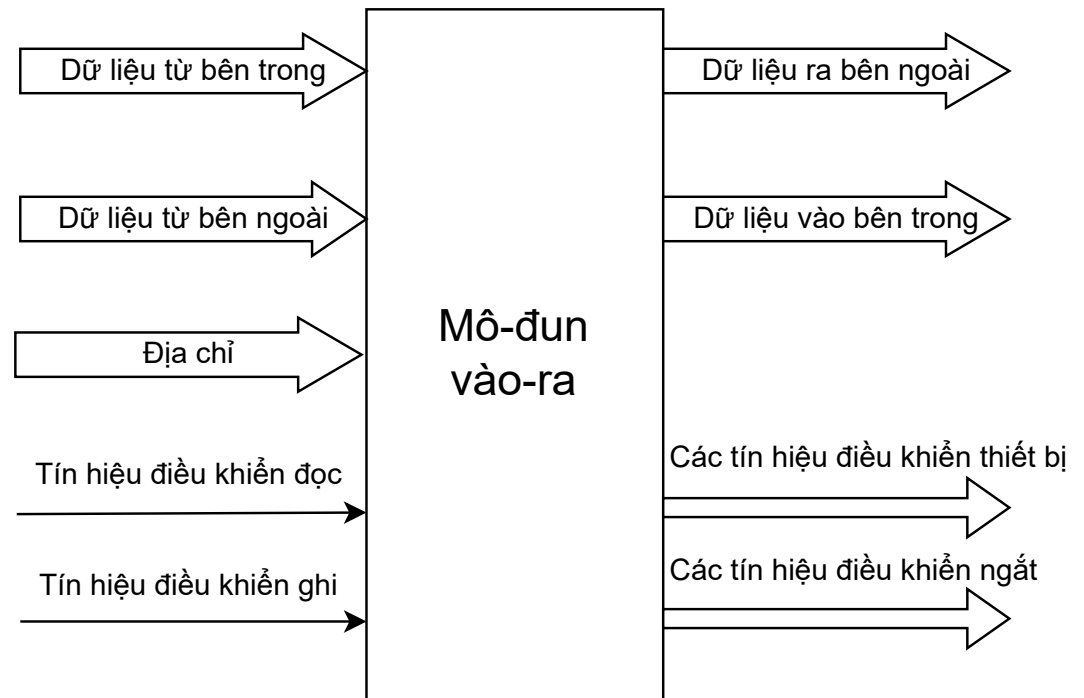 Dữ liệu từ bên trong
Dữ liệu ra bên ngoài
Dữ liệu từ bên ngoài
Dữ liệu vào bên trong
Mô-đun
vào-ra
Địa chỉ
Các tín hiệu điều khiển thiết bị
Tín hiệu điều khiển đọc
Các tín hiệu điều khiển ngắt
Tín hiệu điều khiển ghi